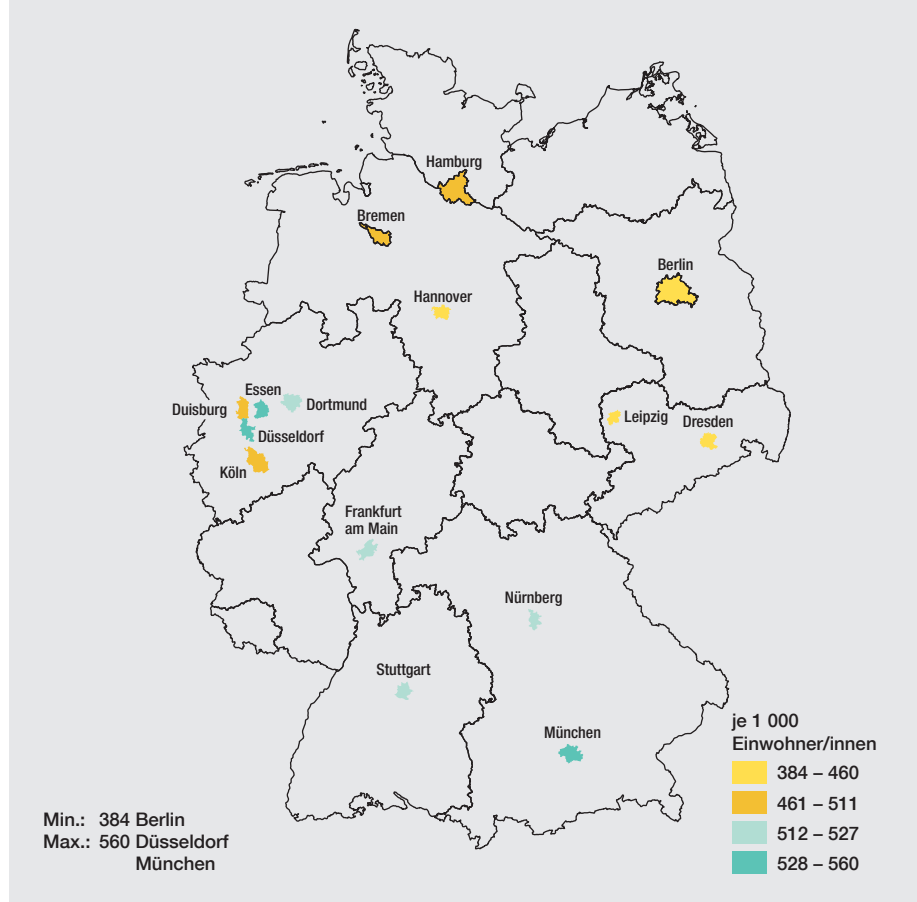 Hamburg
Bremen
Berlin
Hannover
Essen
Duisburg
Dortmund
Düsseldorf
Köln
Leipzig
Dresden
Frankfurt
am Main
Nürnberg
Stuttgart
München
je 1 000
Einwohner/innen
384 – 460
461 – 511
512 – 527
528 – 560
Min.: 384 Berlin
Max.: 560 Düsseldorf
München